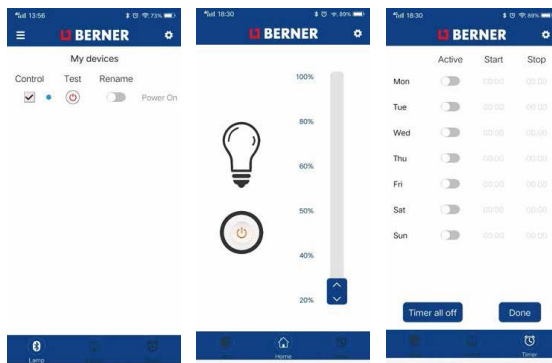 13:56
73%
BERNER
My devices
Control Test Rename
Power On
Lamp
18:30
89%
BERNER
100%
80%
60%
50%
40%
20%
Home
18:30
89%
BERNER
Active Start Stop
Mon 00:00 00:00
Tue 00:00 00:00
Wed 00:00 00:00
Thu 00:00 00:00
Fri 00:00 00:00
Sat 00:00 00:00
Sun 00:00 00:00
Timer all off Done
Timer